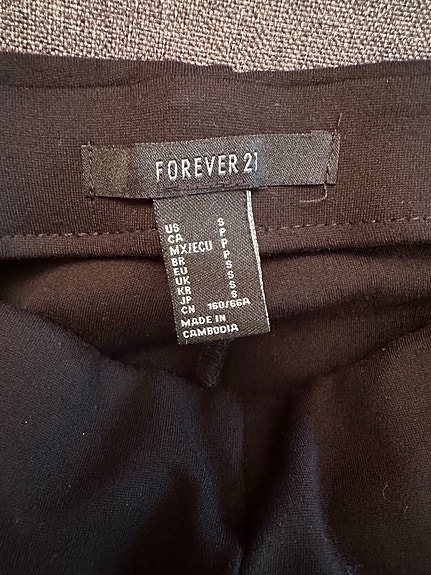 FOREVER 21
US S
CA P
MX/ECU P
BR P
EU S
UK S
KR S
JP S
CN 160/66A
MADE IN
CAMBODIA